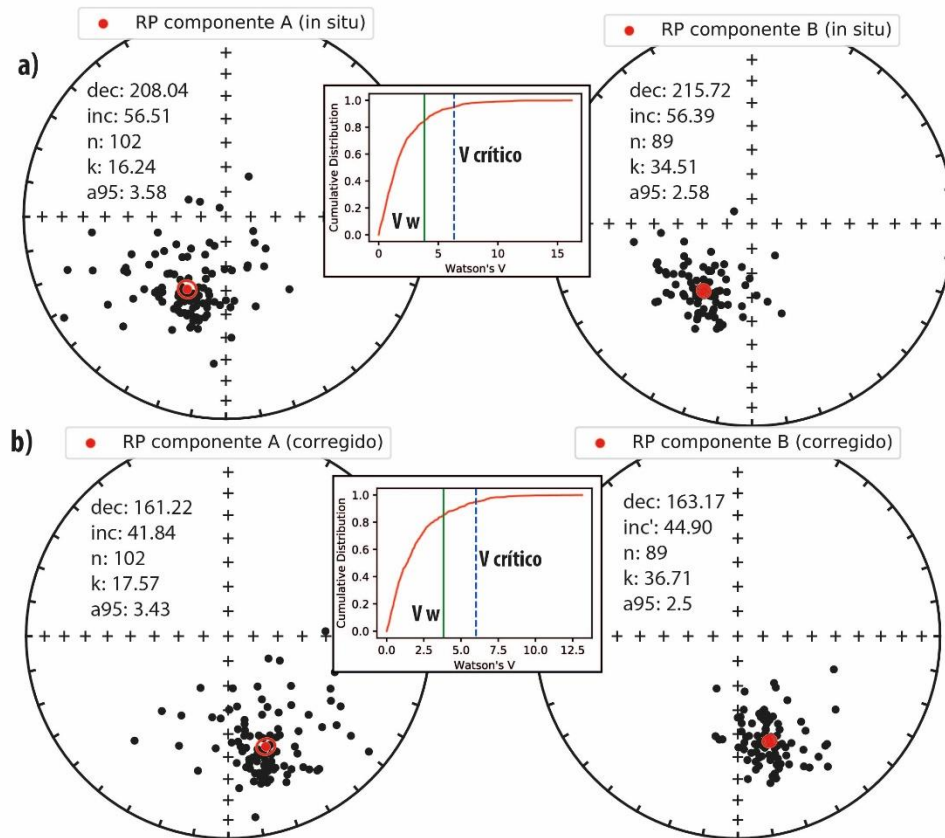 RP componente A (in situ)
RP componente B (in situ)
a)
dec: 208.04
inc: 56.51
n: 102
k: 16.24
a95: 3.58
1.0
0.8
0.6
0.4
0.2
0.0
Cumulative Distribution
V crítico
V w
0
5
10
15
Watson's V
dec: 215.72
inc: 56.39
n: 89
k: 34.51
a95: 2.58
b)
RP componente A (corregido)
RP componente B (corregido)
dec: 161.22
inc: 41.84
n: 102
k: 17.57
a95: 3.43
1.0
0.8
0.6
0.4
0.2
0.0
Cumulative Distribution
V crítico
V w
0.0
2.5
5.0
7.5
10.0
12.5
Watson's V
dec: 163.17
inc': 44.90
n: 89
k: 36.71
a95: 2.5